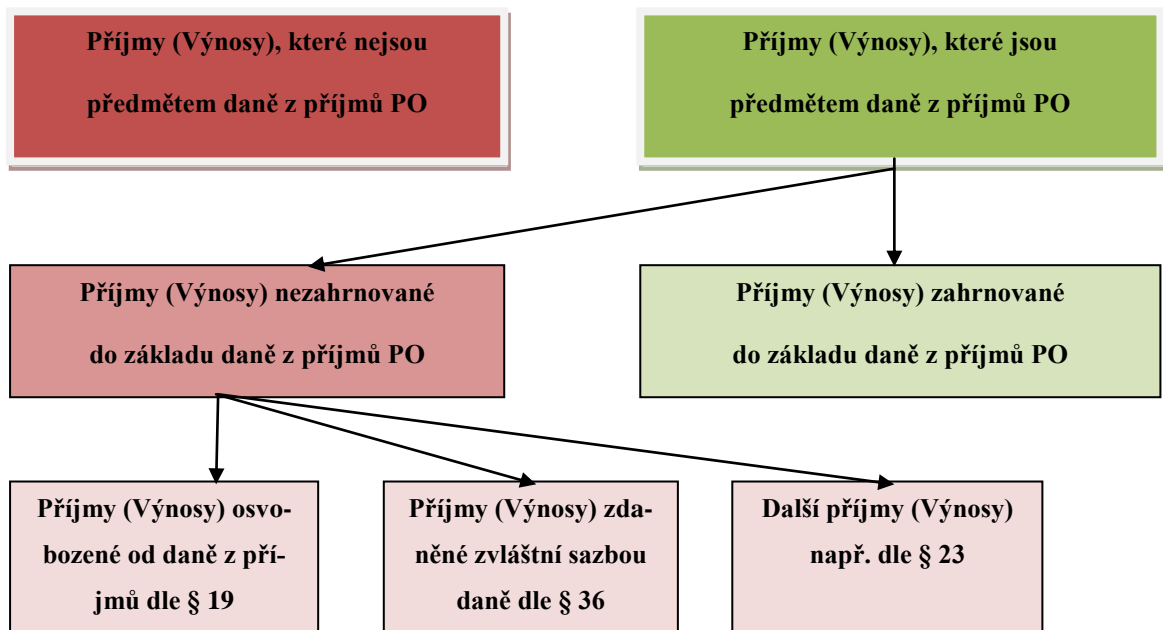 Příjmy (Výnosy), které nejsou
předmětem daně z příjmů PO
Příjmy (Výnosy), které jsou
předmětem daně z příjmů PO
Příjmy (Výnosy) nezahrnované
do základu daně z příjmů PO
Příjmy (Výnosy) zahrnované
do základu daně z příjmů PO
Příjmy (Výnosy) osvo-
bozené od daně z pří-
jmů dle § 19
Příjmy (Výnosy) zda-
něné zvláštní sazbou
daně dle § 36
Další příjmy (Výnosy)
např. dle § 23